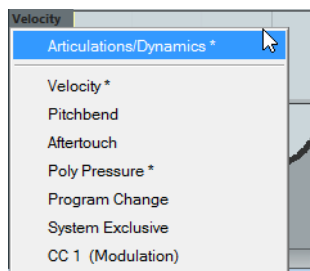 Velocity
Articulations/Dynamics *
Velocity *
Pitchbend
Aftertouch
Poly Pressure *
Program Change
System Exclusive
CC 1 (Modulation)